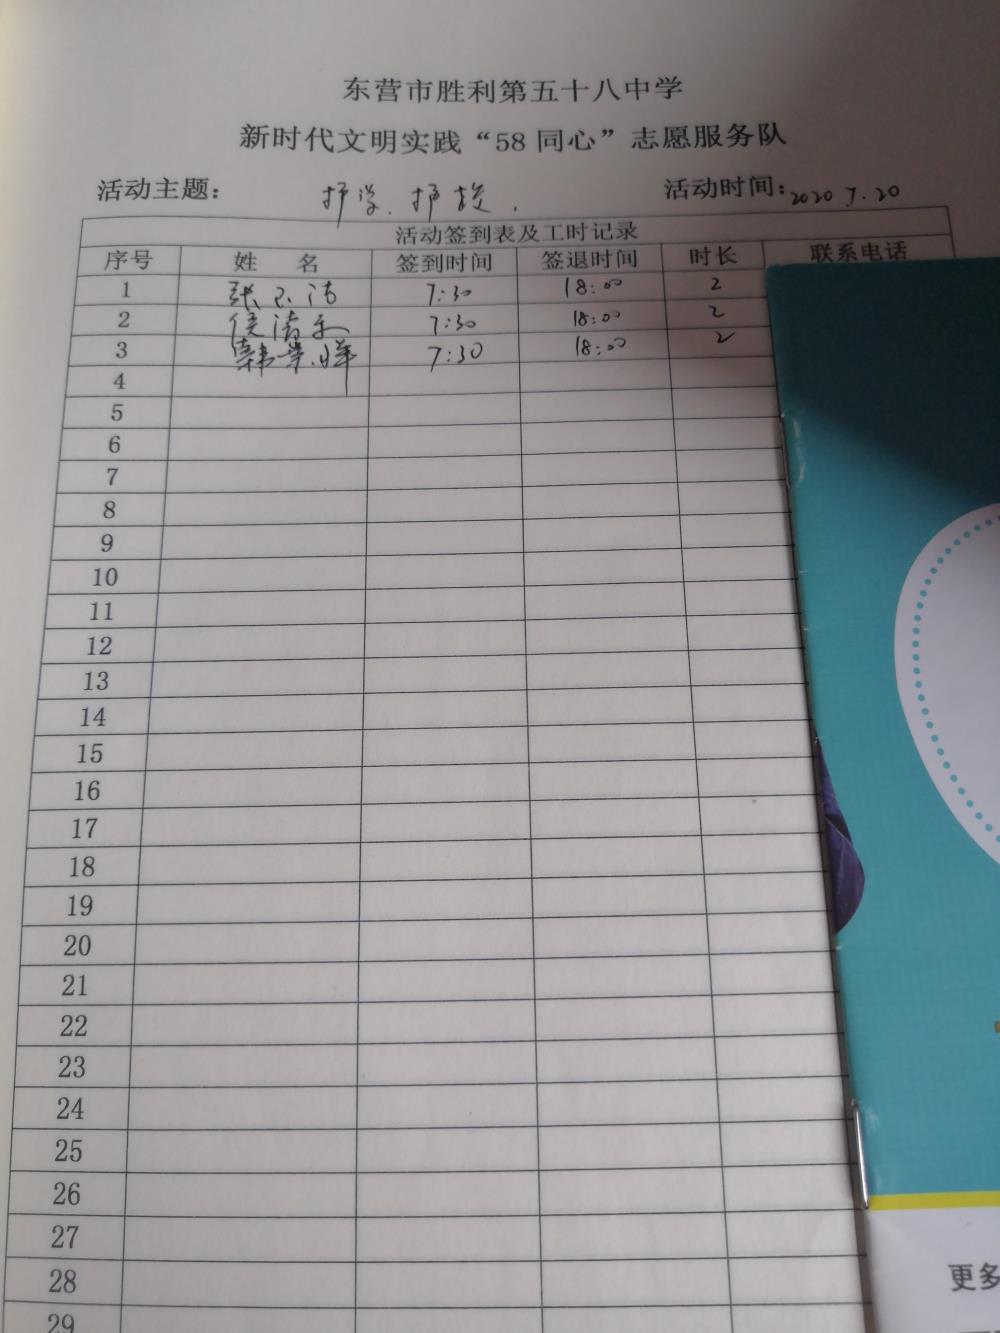 东营市胜利第五十八中学
新时代文明实践“58 同心”志愿服务队
活动主题： 护学、护校. 活动时间：2020 7.20
活动签到表及工时记录
序号 姓 名 签到时间 签退时间 时长 联系电话
1 7:30 18:00 2
2 7:30 18:00 2
3 7:30 18:00 2
4
5
6
7
8
9
10
11
12
13
14
15
16
17
18
19
20
21
22
23
24
25
26
27
28
29
更多